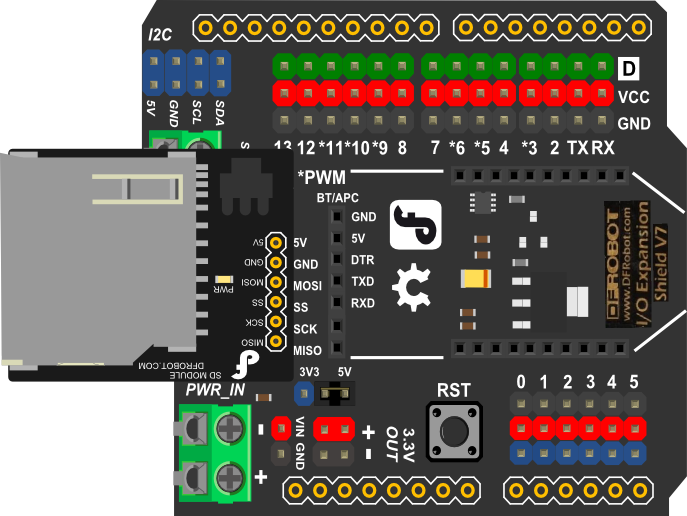 I2C
5V GND SCL SDA
D
VCC
GND
S
13 12 *11 *10 *9 8 7 *6 *5 4 *3 2 TX RX
*PWM
BT/APC
GND
5V
DTR
TXD
RXD
5V
GND
MOSI
SS
SCK
MISO
5V
GND
MOSI
SS
SCK
MISO
PWR
SD MODULE
DFROBOT.COM
DFROBOT
www.DFRobot.com
I/O Expansion
Shield V7
PWR_IN
3V3 5V
RST
0 1 2 3 4 5
- VIN +
+ GND -
3.3V
OUT